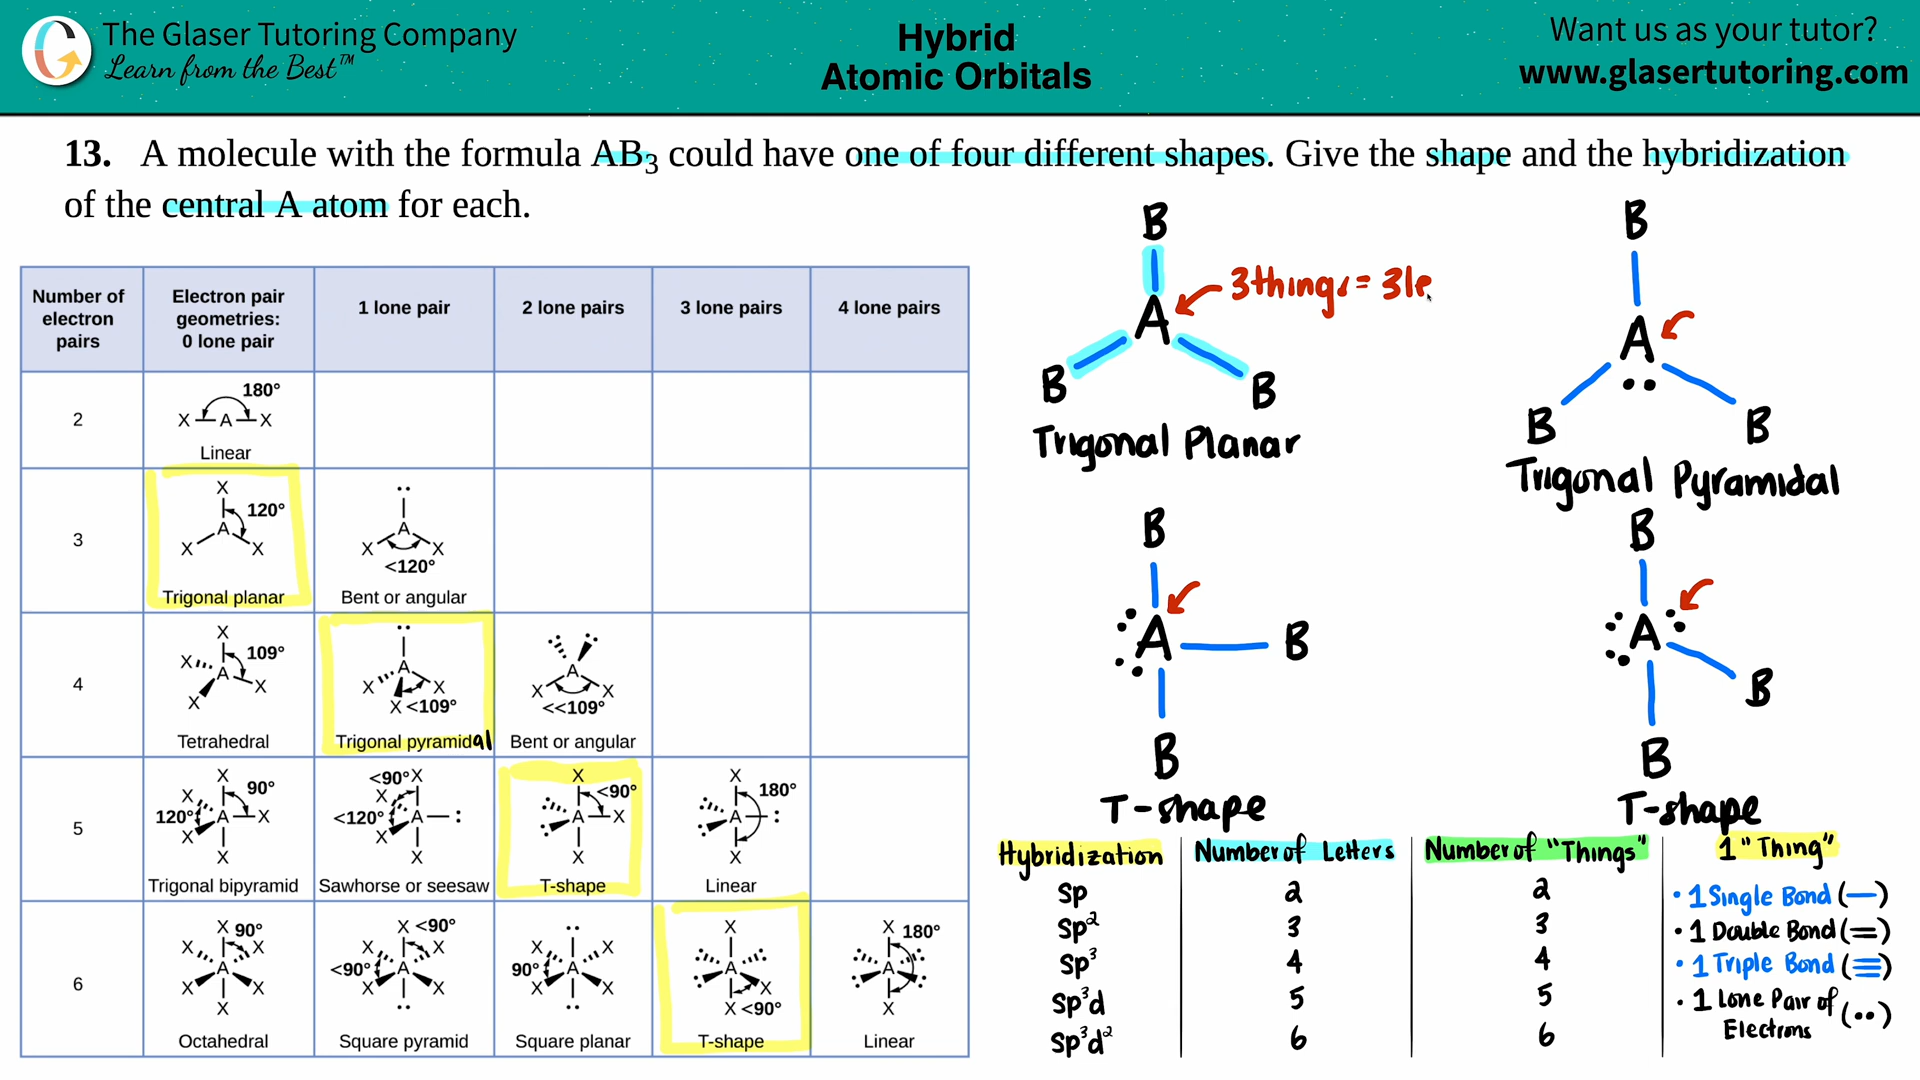 The Glaser Tutoring Company
Learn from the Best™
Hybrid
Atomic Orbitals
Want us as your tutor?
www.glasertutoring.com
13. A molecule with the formula AB₃ could have one of four different shapes. Give the shape and the hybridization
of the central A atom for each.
Number of electron pairs
Electron pair geometries: 0 lone pair
1 lone pair
2 lone pairs
3 lone pairs
4 lone pairs
2
180°
X A X
Linear
3
X
120°
A
X X
Trigonal planar
A
X X
<120°
Bent or angular
4
X
109°
X A
X
X
Tetrahedral
A
X X
X <109°
Trigonal pyramidal
A
X X
<<109°
Bent or angular
5
X
90°
X
120° A X
X
X
Trigonal bipyramid
<90° X
X
<120° A :
X
X
Sawhorse or seesaw
X
<90°
A X
X
T-shape
X
180°
A :
X
Linear
6
X 90°
X X
A
X X
X
Octahedral
X <90°
X X
<90° A
X X
Square pyramid
X X
90° A
X X
Square planar
X
A
X
X <90°
T-shape
X 180°
A
X
Linear
B
A
B B
3 things = 3 le
Trigonal Planar
B
A
B B
Trigonal Pyramidal
B
A B
B
T-shape
B
A
B
B
T-shape
Hybridization Number of Letters Number of "Things" 1 "Thing"
Sp 2 2 • 1 Single Bond (—)
Sp² 3 3 • 1 Double Bond (=)
Sp³ 4 4 • 1 Triple Bond (≡)
Sp³d 5 5 • 1 Lone Pair of
Electrons (••)
Sp³d² 6 6